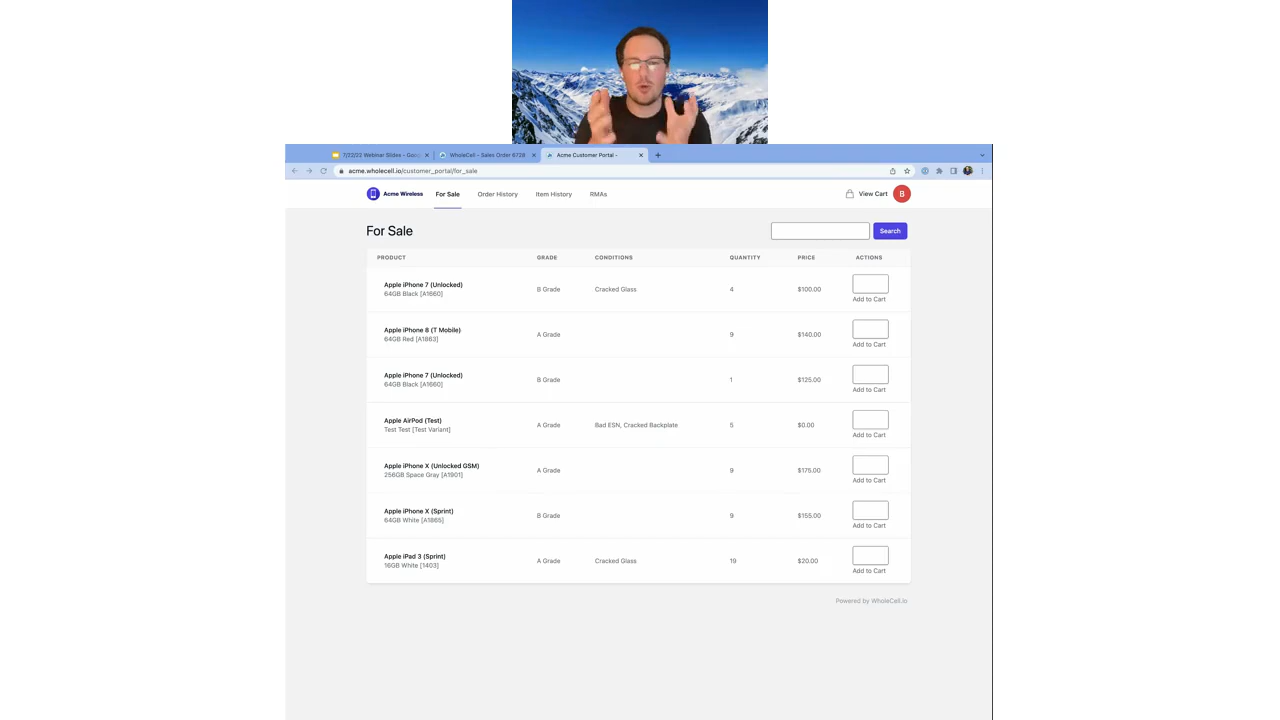 7/22/22 Webinar Slides - Goog
WholeCell - Sales Order 6728
Acme Customer Portal -
acme.wholecell.io/customer_portal/for_sale
Acme Wireless
For Sale
Order History
Item History
RMAs
View Cart
B
For Sale
Search
PRODUCT GRADE CONDITIONS QUANTITY PRICE ACTIONS
Apple iPhone 7 (Unlocked)
64GB Black [A1660]
B Grade Cracked Glass 4 $100.00
Add to Cart
Apple iPhone 8 (T Mobile)
64GB Red [A1863]
A Grade 9 $140.00
Add to Cart
Apple iPhone 7 (Unlocked)
64GB Black [A1660]
B Grade 1 $125.00
Add to Cart
Apple AirPod (Test)
Test Test [Test Variant]
A Grade Bad ESN, Cracked Backplate 5 $0.00
Add to Cart
Apple iPhone X (Unlocked GSM)
256GB Space Gray [A1901]
A Grade 9 $175.00
Add to Cart
Apple iPhone X (Sprint)
64GB White [A1865]
B Grade 9 $155.00
Add to Cart
Apple iPad 3 (Sprint)
16GB White [1403]
A Grade Cracked Glass 19 $20.00
Add to Cart
Powered by WholeCell.io